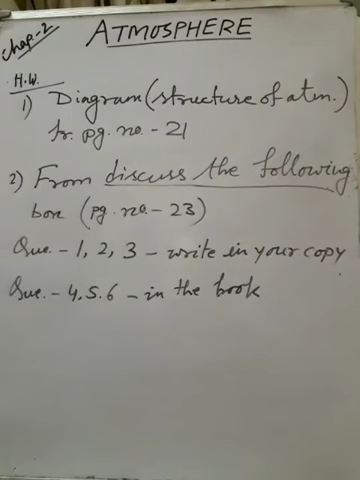 Chap.-2
ATMOSPHERE
H.W.
1) Diagram (structure of atm.)
fr. pg. no. - 21
2) From discuss the following
box (pg. no. - 23)
Que. - 1, 2, 3 - write in your copy
Que. - 4, 5, 6 - in the book